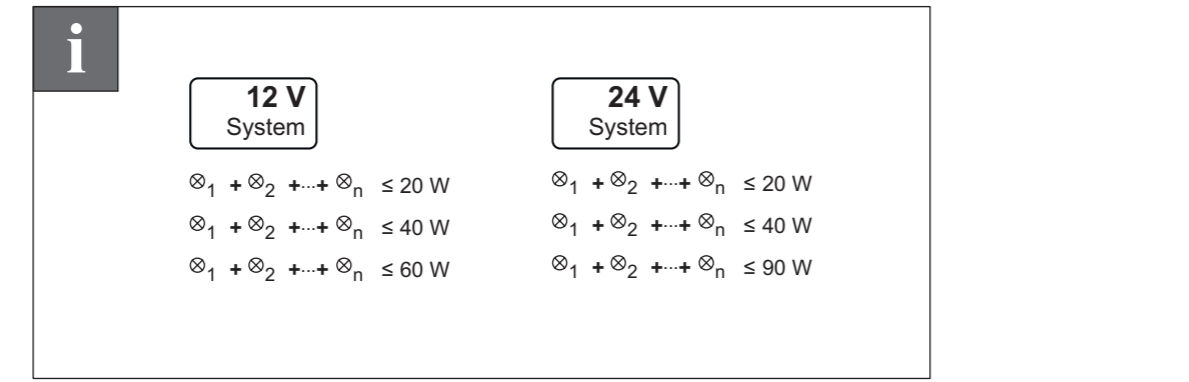 i
12 V
System
⊗1 + ⊗2 +...+ ⊗n ≤ 20 W
⊗1 + ⊗2 +...+ ⊗n ≤ 40 W
⊗1 + ⊗2 +...+ ⊗n ≤ 60 W
24 V
System
⊗1 + ⊗2 +...+ ⊗n ≤ 20 W
⊗1 + ⊗2 +...+ ⊗n ≤ 40 W
⊗1 + ⊗2 +...+ ⊗n ≤ 90 W